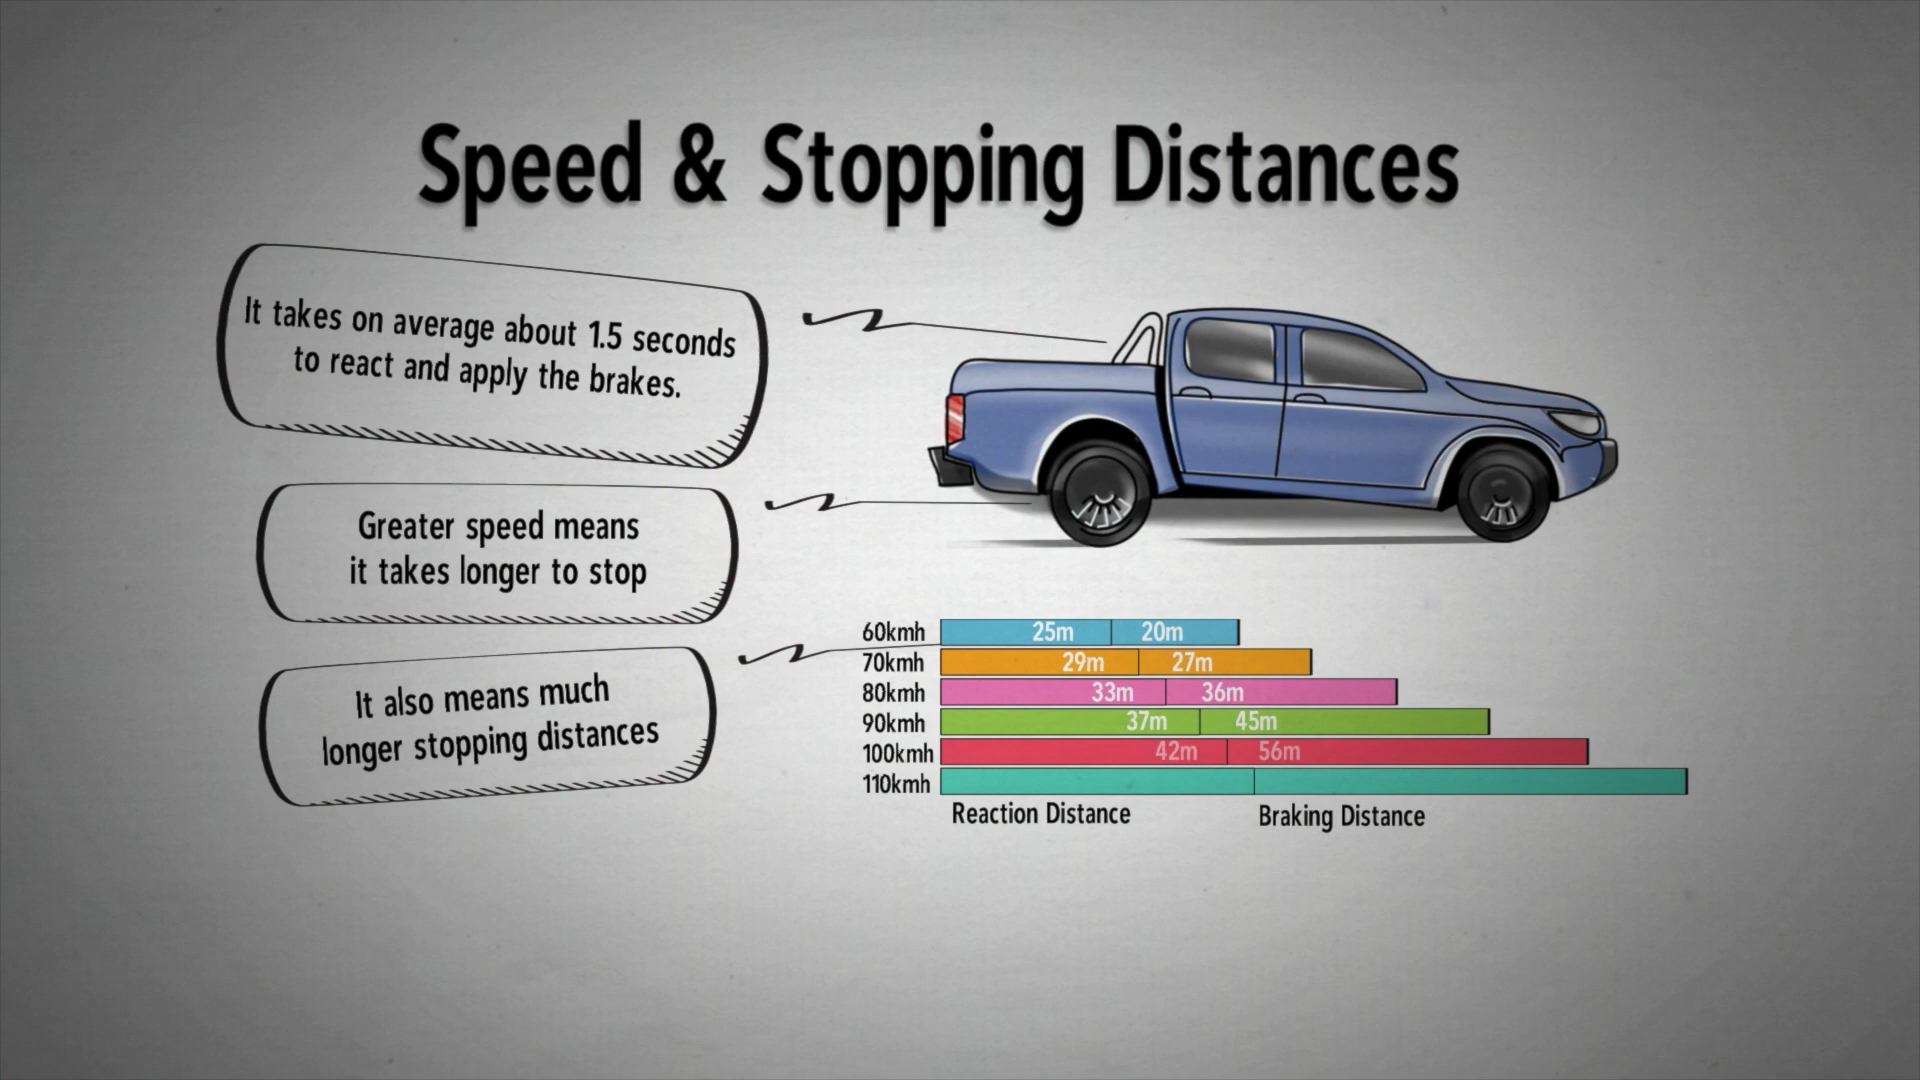 Speed & Stopping Distances
It takes on average about 1.5 seconds
to react and apply the brakes.
Greater speed means
it takes longer to stop
It also means much
longer stopping distances
60kmh 25m 20m
70kmh 29m 27m
80kmh 33m 36m
90kmh 37m 45m
100kmh 42m 56m
110kmh
Reaction Distance Braking Distance